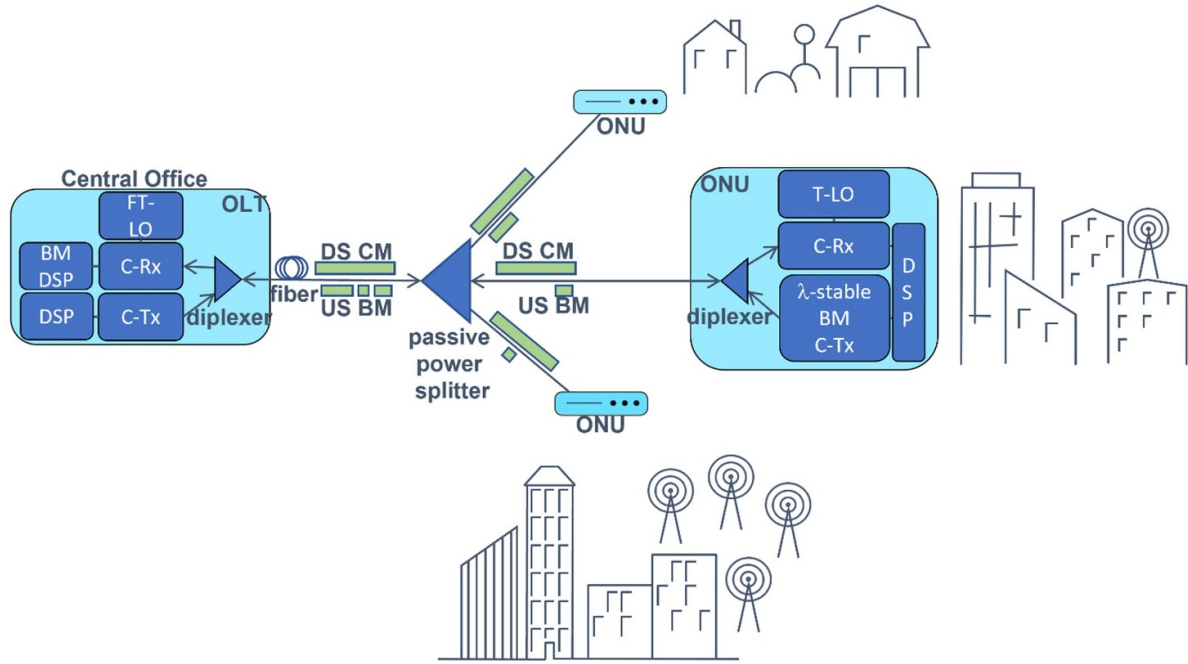 ONU
Central Office
OLT
FT-
LO
BM
DSP
C-Rx
DSP
C-Tx
diplexer
fiber
DS CM
US BM
passive
power
splitter
DS CM
US BM
ONU
T-LO
C-Rx
λ-stable
BM
C-Tx
D
S
P
diplexer
ONU